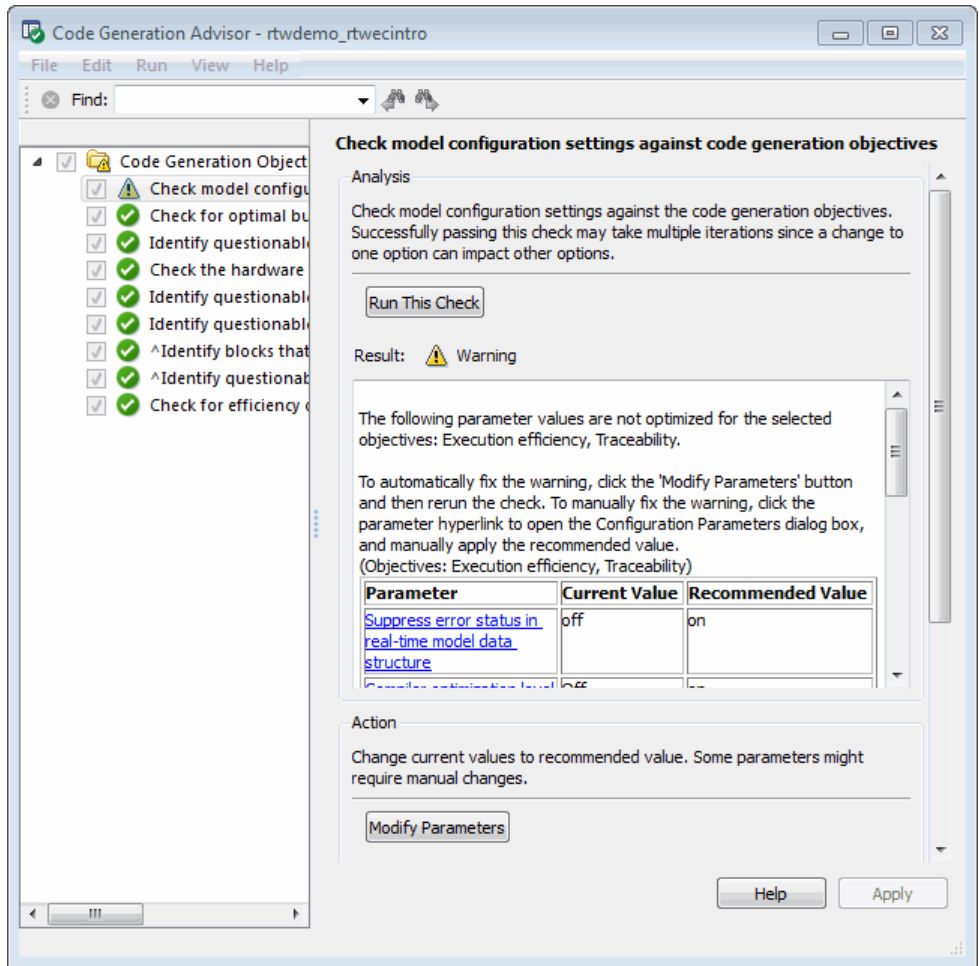 Code Generation Advisor - rtwdemo_rtwecintro
File Edit Run View Help
Find:
Code Generation Object
Check model configu
Check for optimal bu
Identify questionable
Check the hardware
Identify questionable
Identify questionable
^Identify blocks that
^Identify questionab
Check for efficiency
Check model configuration settings against code generation objectives
Analysis
Check model configuration settings against the code generation objectives.
Successfully passing this check may take multiple iterations since a change to
one option can impact other options.
Run This Check
Result: Warning
The following parameter values are not optimized for the selected
objectives: Execution efficiency, Traceability.
To automatically fix the warning, click the 'Modify Parameters' button
and then rerun the check. To manually fix the warning, click the
parameter hyperlink to open the Configuration Parameters dialog box,
and manually apply the recommended value.
(Objectives: Execution efficiency, Traceability)
Parameter Current Value Recommended Value
Suppress error status in off on
real-time model data
structure
Compiler optimization level Off on
Action
Change current values to recommended value. Some parameters might
require manual changes.
Modify Parameters
Help Apply